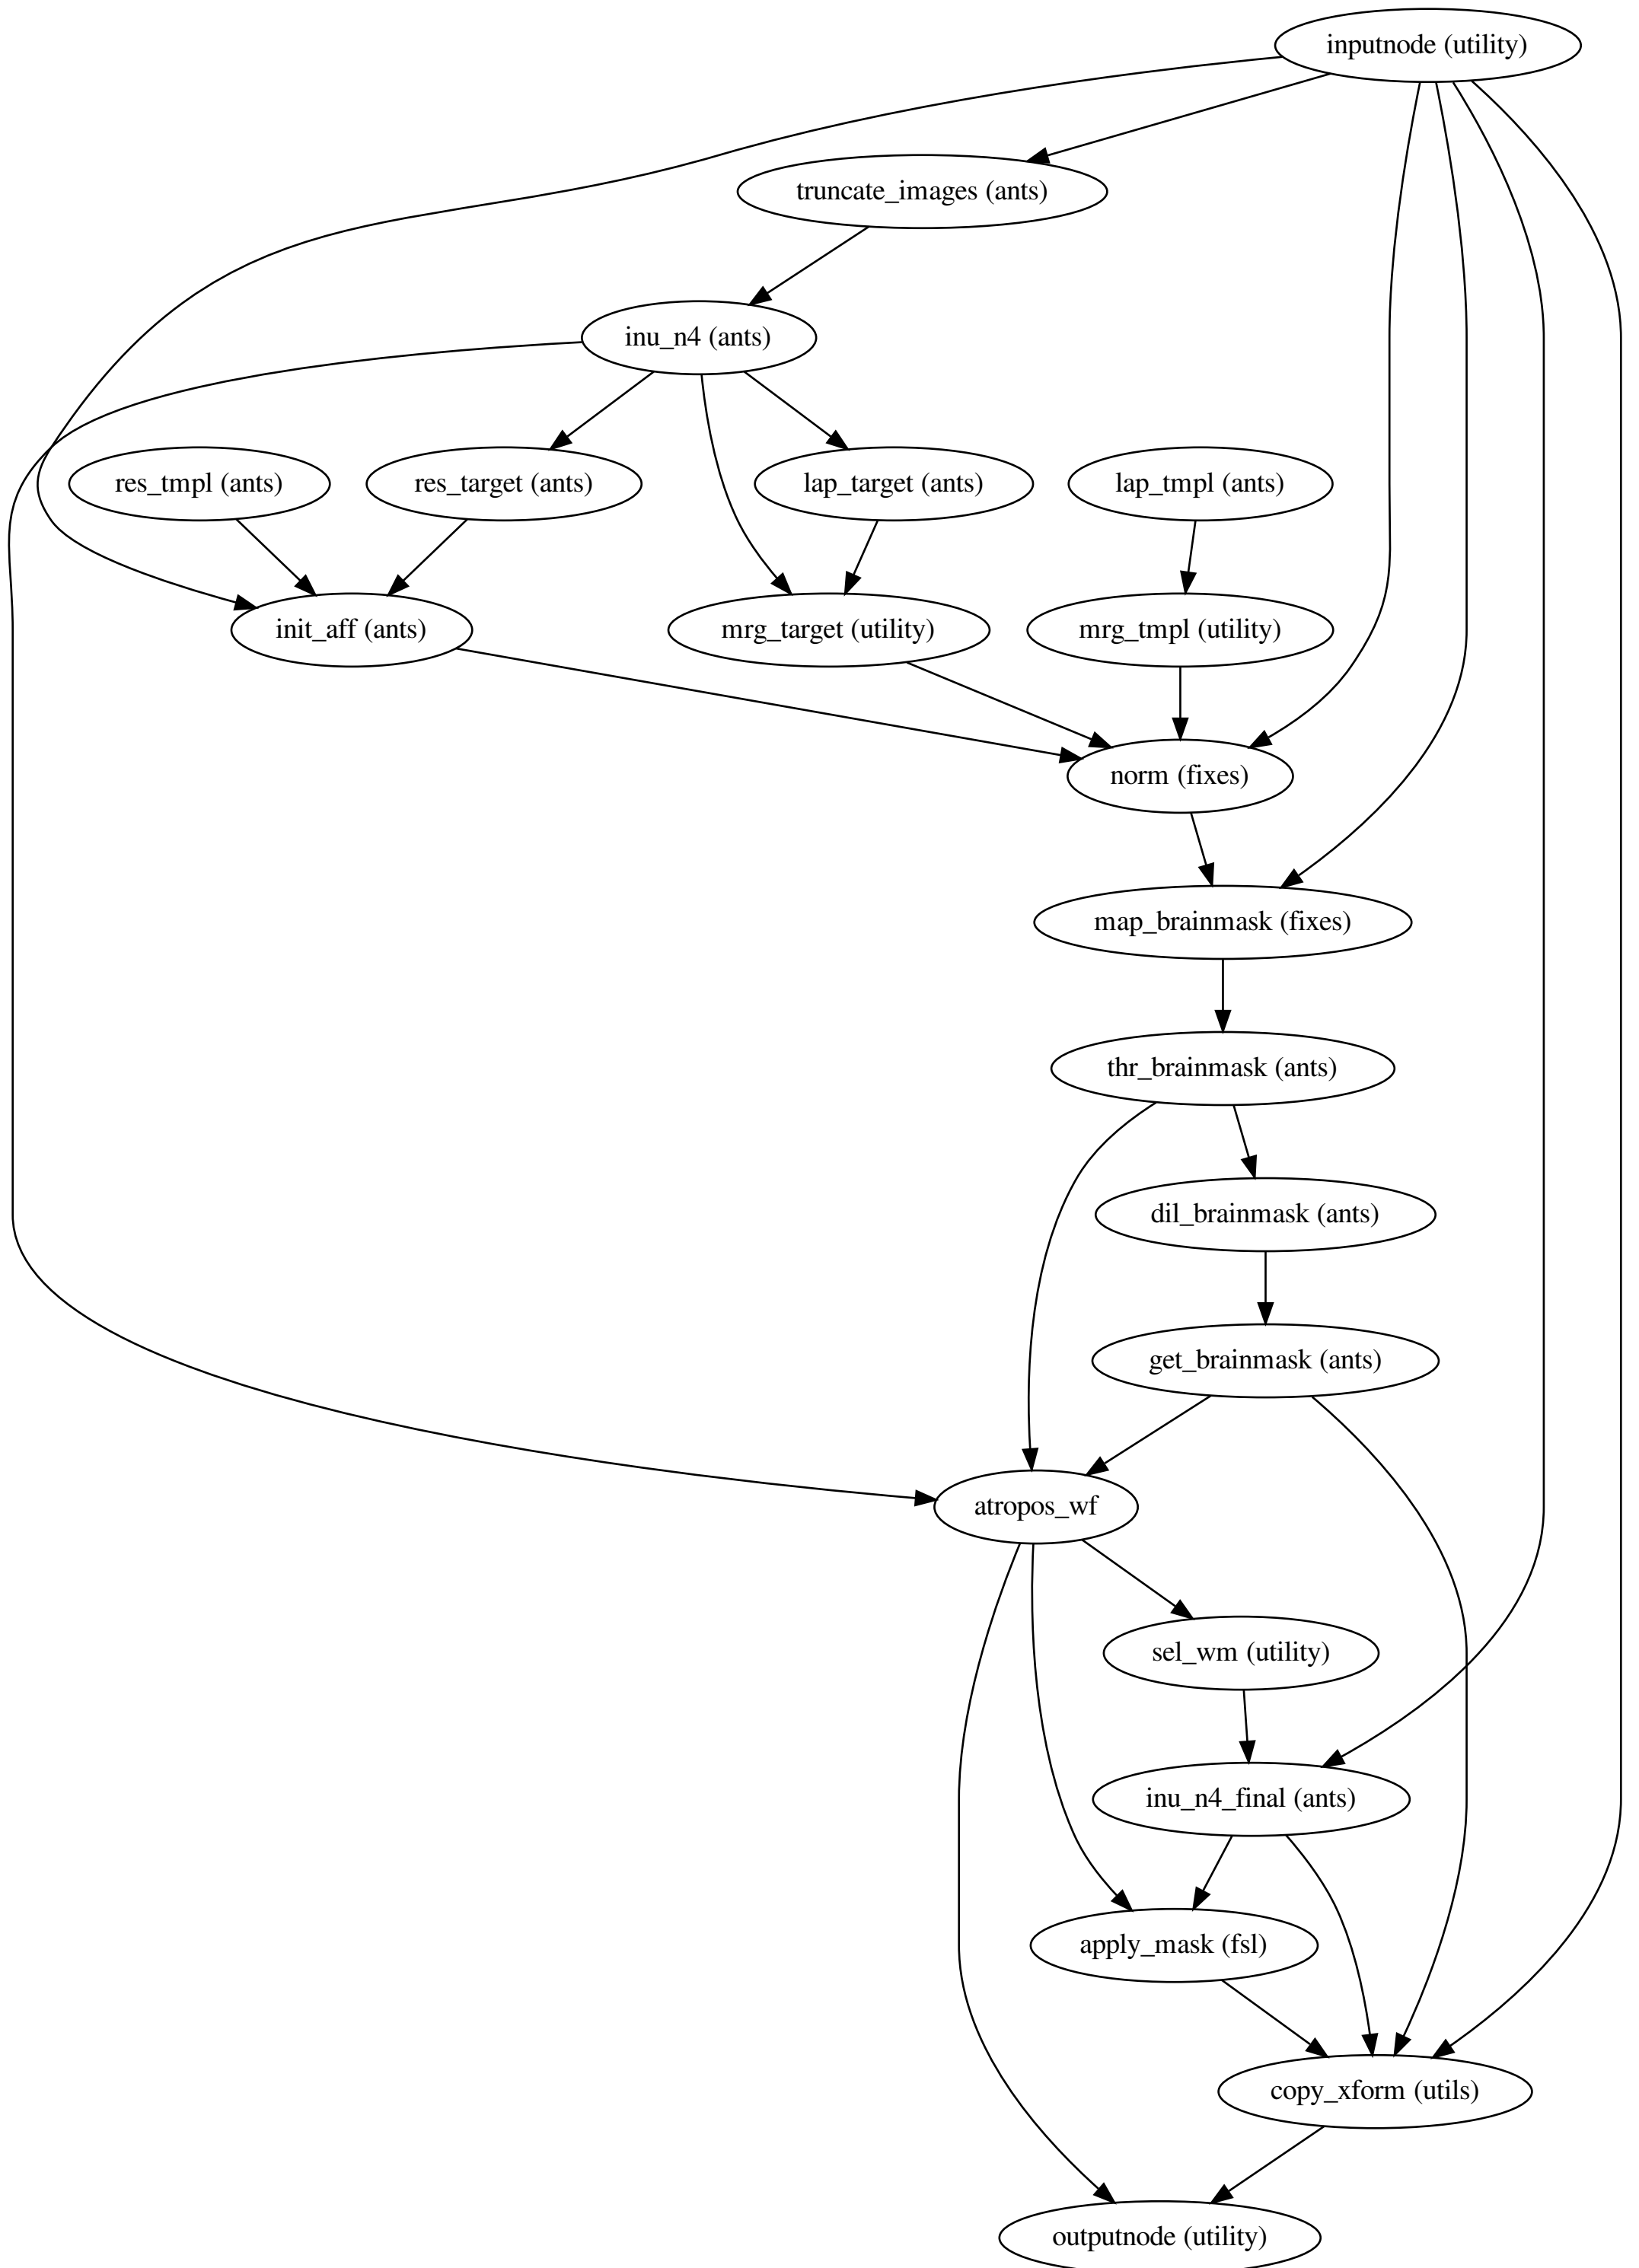 inputnode (utility)
truncate_images (ants)
inu_n4 (ants)
res_tmpl (ants)
res_target (ants)
lap_target (ants)
lap_tmpl (ants)
init_aff (ants)
mrg_target (utility)
mrg_tmpl (utility)
norm (fixes)
map_brainmask (fixes)
thr_brainmask (ants)
dil_brainmask (ants)
get_brainmask (ants)
atropos_wf
sel_wm (utility)
inu_n4_final (ants)
apply_mask (fsl)
copy_xform (utils)
outputnode (utility)